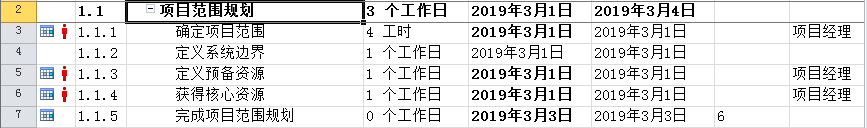 2 1.1 项目范围规划 3 个工作日 2019年3月1日 2019年3月4日
3 1.1.1 确定项目范围 4 工时 2019年3月1日 2019年3月1日 项目经理
4 1.1.2 定义系统边界 1 个工作日 2019年3月1日 2019年3月1日
5 1.1.3 定义预备资源 1 个工作日 2019年3月1日 2019年3月1日 项目经理
6 1.1.4 获得核心资源 1 个工作日 2019年3月1日 2019年3月1日 项目经理
7 1.1.5 完成项目范围规划 0 个工作日 2019年3月3日 2019年3月3日 6